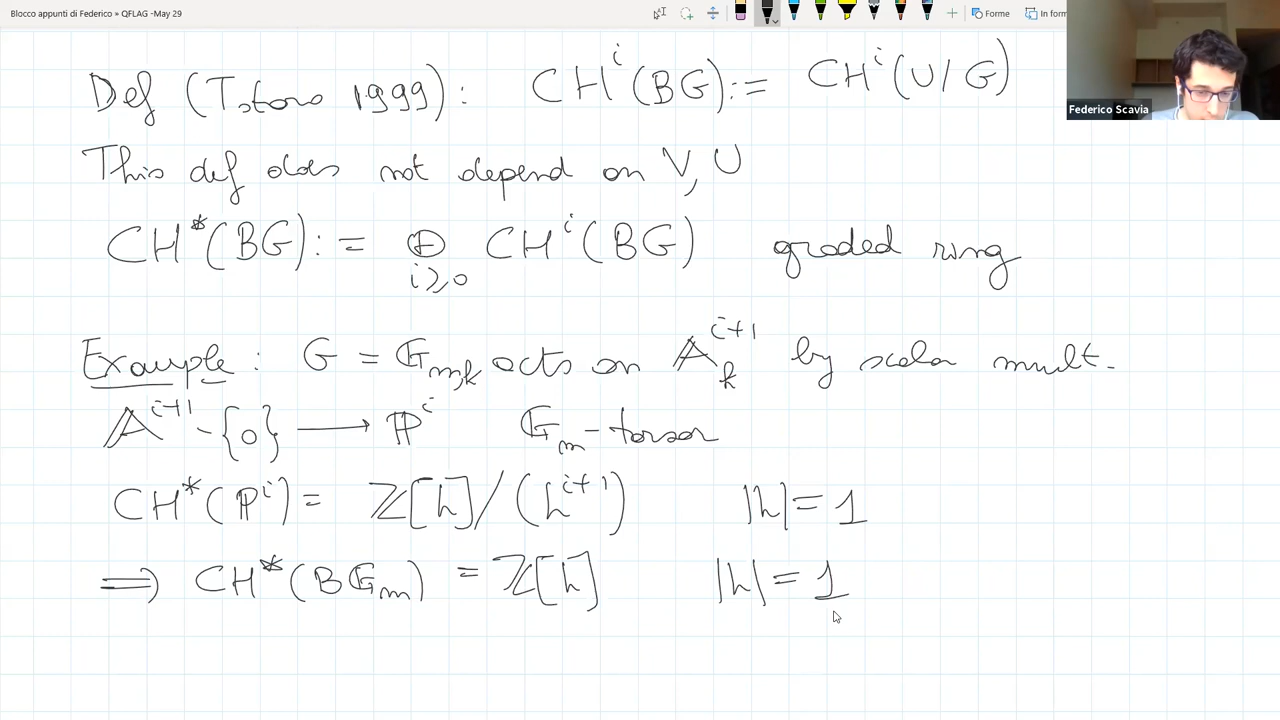 Blocco appunti di Federico » QFLAG -May 29
Forme
In form
Federico Scavia
Def (Totaro 1999): CH^i(BG) := CH^i(U/G)
This def does not depend on V, U
CH^*(BG) := ⊕_{i≥0} CH^i(BG) graded ring
Example: G = 𝔾_{m,k} acts on 𝔸_k^{i+1} by scalar mult.
𝔸^{i+1} - {0} ⟶ ℙ^i 𝔾_m-torsor
CH^*(ℙ^i) = ℤ[h]/(h^{i+1}) |h| = 1
⟹ CH^*(B𝔾_m) = ℤ[h] |h| = 1